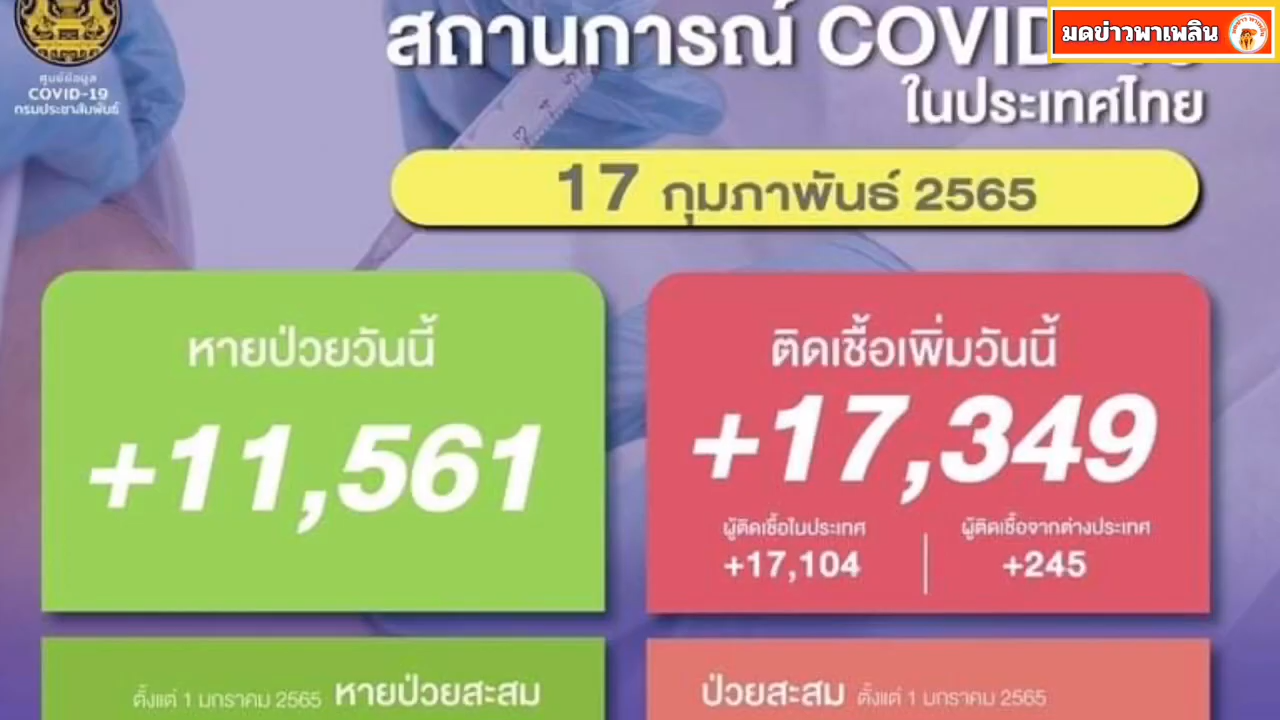 สถานการณ์ COVID
มดข่าวพาเพลิน
ศูนย์ข้อมูล
COVID-19
กรมประชาสัมพันธ์
ในประเทศไทย
17 กุมภาพันธ์ 2565
หายป่วยวันนี้
+11,561
ติดเชื้อเพิ่มวันนี้
+17,349
ผู้ติดเชื้อในประเทศ
+17,104
ผู้ติดเชื้อจากต่างประเทศ
+245
ตั้งแต่ 1 มกราคม 2565 หายป่วยสะสม
ป่วยสะสม ตั้งแต่ 1 มกราคม 2565